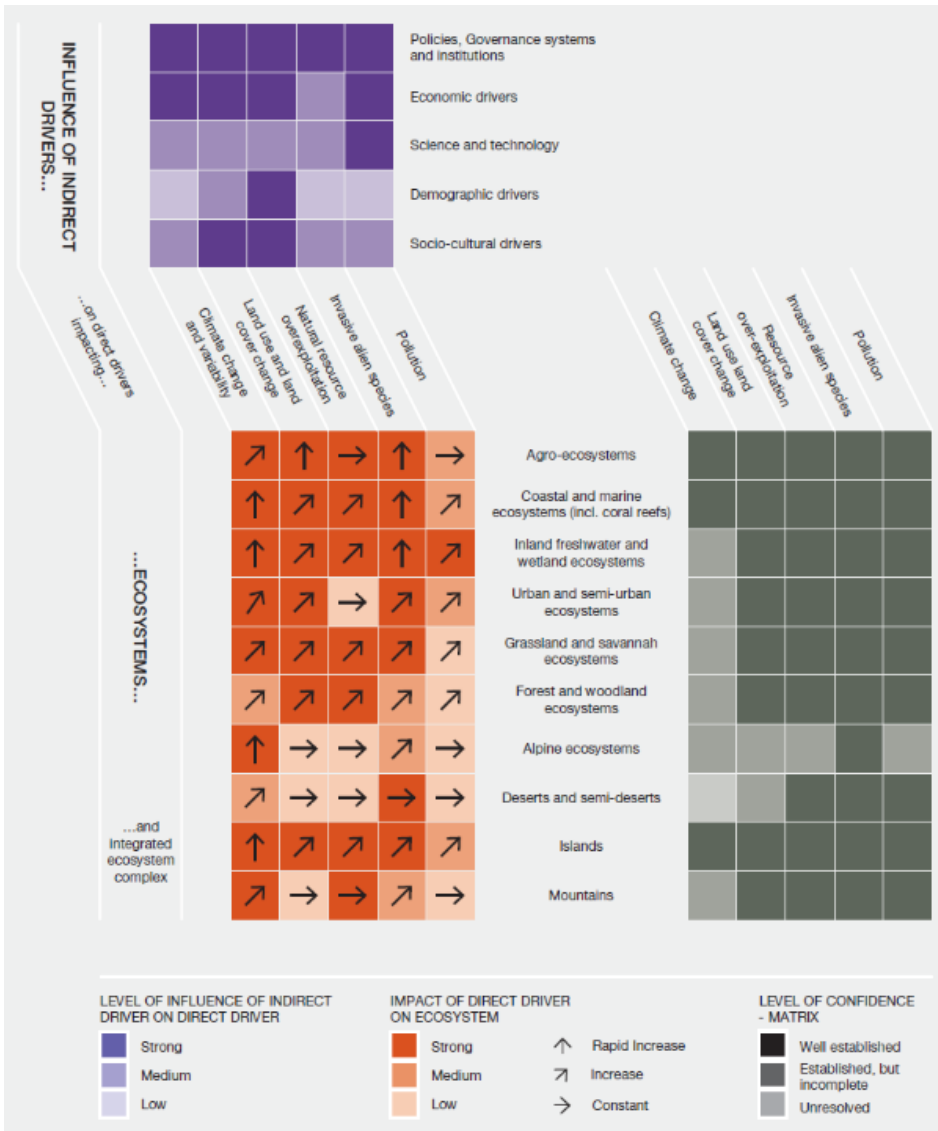 INFLUENCE OF INDIRECT
DRIVERS...
Policies, Governance systems
and institutions
Economic drivers
Science and technology
Demographic drivers
Socio-cultural drivers
...on direct drivers
impacting...
Climate change
and variability
Land use and land
cover change
Natural resource
overexploitation
Invasive alien
species
Pollution
Climate change
Land use land
cover change
Resource
over-exploitation
Invasive alien
species
Pollution
...ECOSYSTEMS...
Agro-ecosystems
Coastal and marine
ecosystems (incl. coral reefs)
Inland freshwater and
wetland ecosystems
Urban and semi-urban
ecosystems
Grassland and savannah
ecosystems
Forest and woodland
ecosystems
Alpine ecosystems
Deserts and semi-deserts
...and
integrated
ecosystem
complex
Islands
Mountains
LEVEL OF INFLUENCE OF INDIRECT
DRIVER ON DIRECT DRIVER
Strong
Medium
Low
IMPACT OF DIRECT DRIVER
ON ECOSYSTEM
Strong
Medium
Low
Rapid Increase
Increase
Constant
LEVEL OF CONFIDENCE
- MATRIX
Well established
Established, but
incomplete
Unresolved